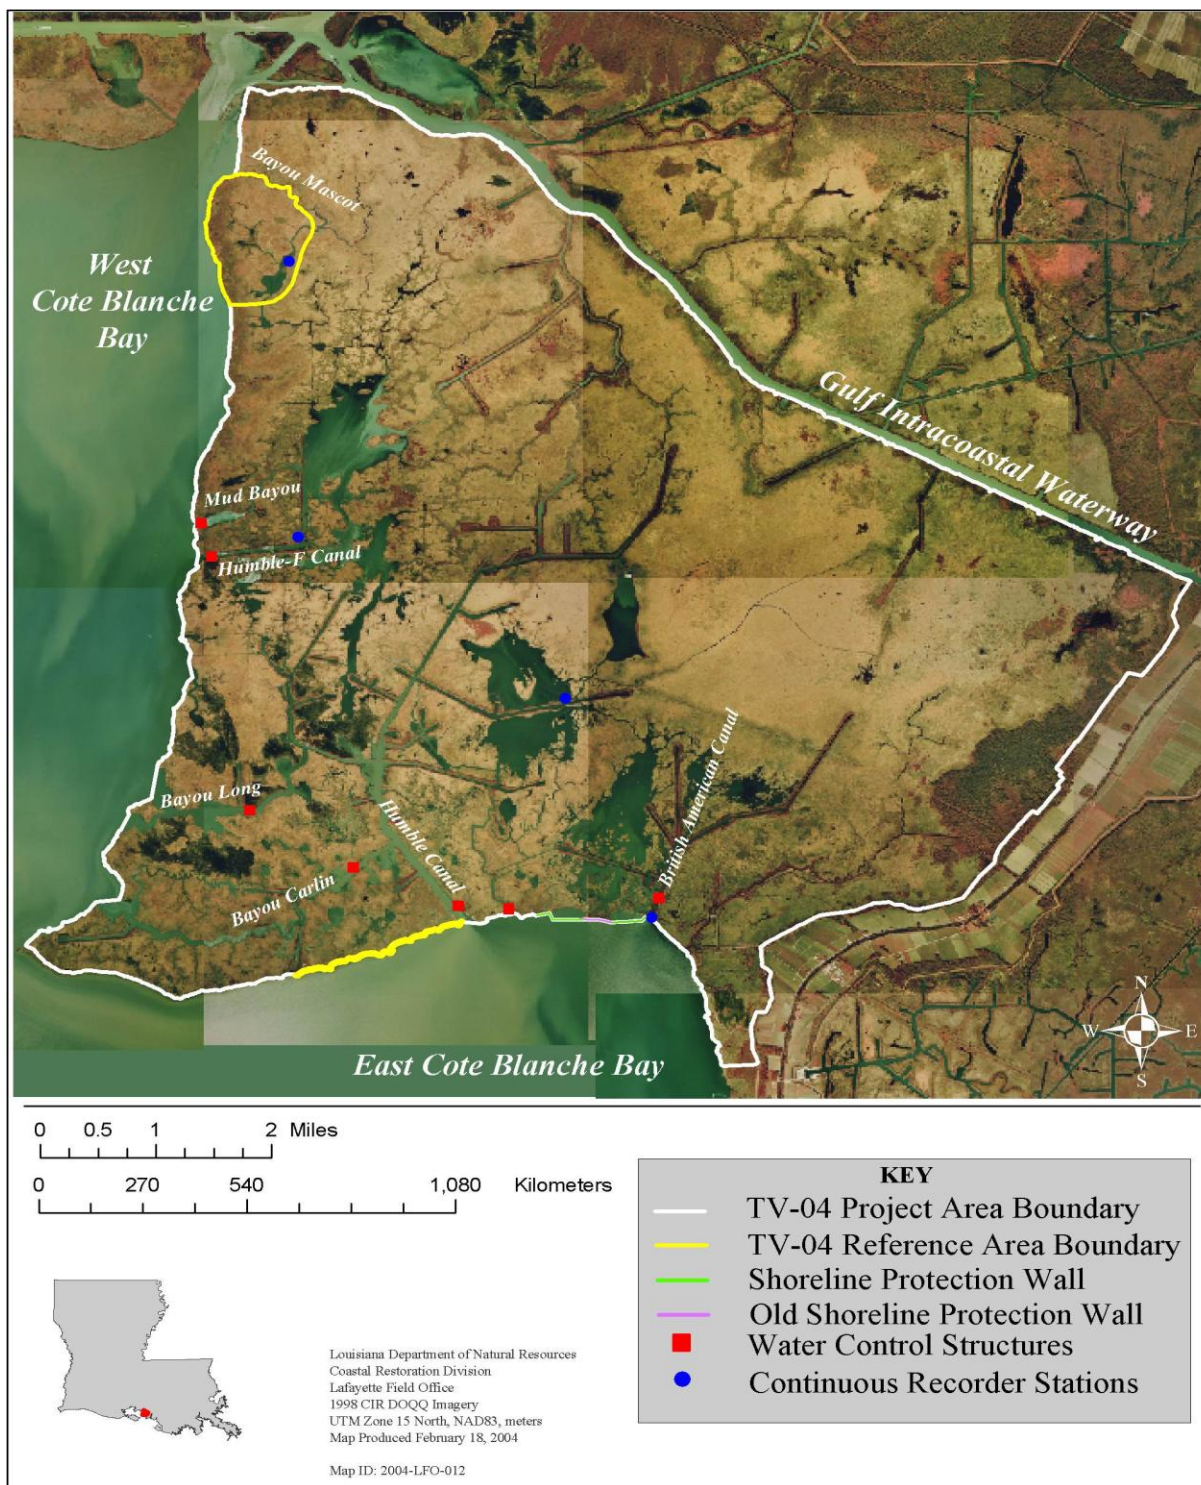 Bayou Mascot
West
Cote Blanche
Bay
Gulf Intracoastal Waterway
Mud Bayou
Humble-F Canal
British American Canal
Bayou Long
Humble Canal
Bayou Carlin
East Cote Blanche Bay
N
W E
S
0 0.5 1 2 Miles
0 270 540 1,080 Kilometers
KEY
TV-04 Project Area Boundary
TV-04 Reference Area Boundary
Shoreline Protection Wall
Old Shoreline Protection Wall
Water Control Structures
Continuous Recorder Stations
Louisiana Department of Natural Resources
Coastal Restoration Division
Lafayette Field Office
1998 CIR DOQQ Imagery
UTM Zone 15 North, NAD83, meters
Map Produced February 18, 2004
Map ID: 2004-LFO-012